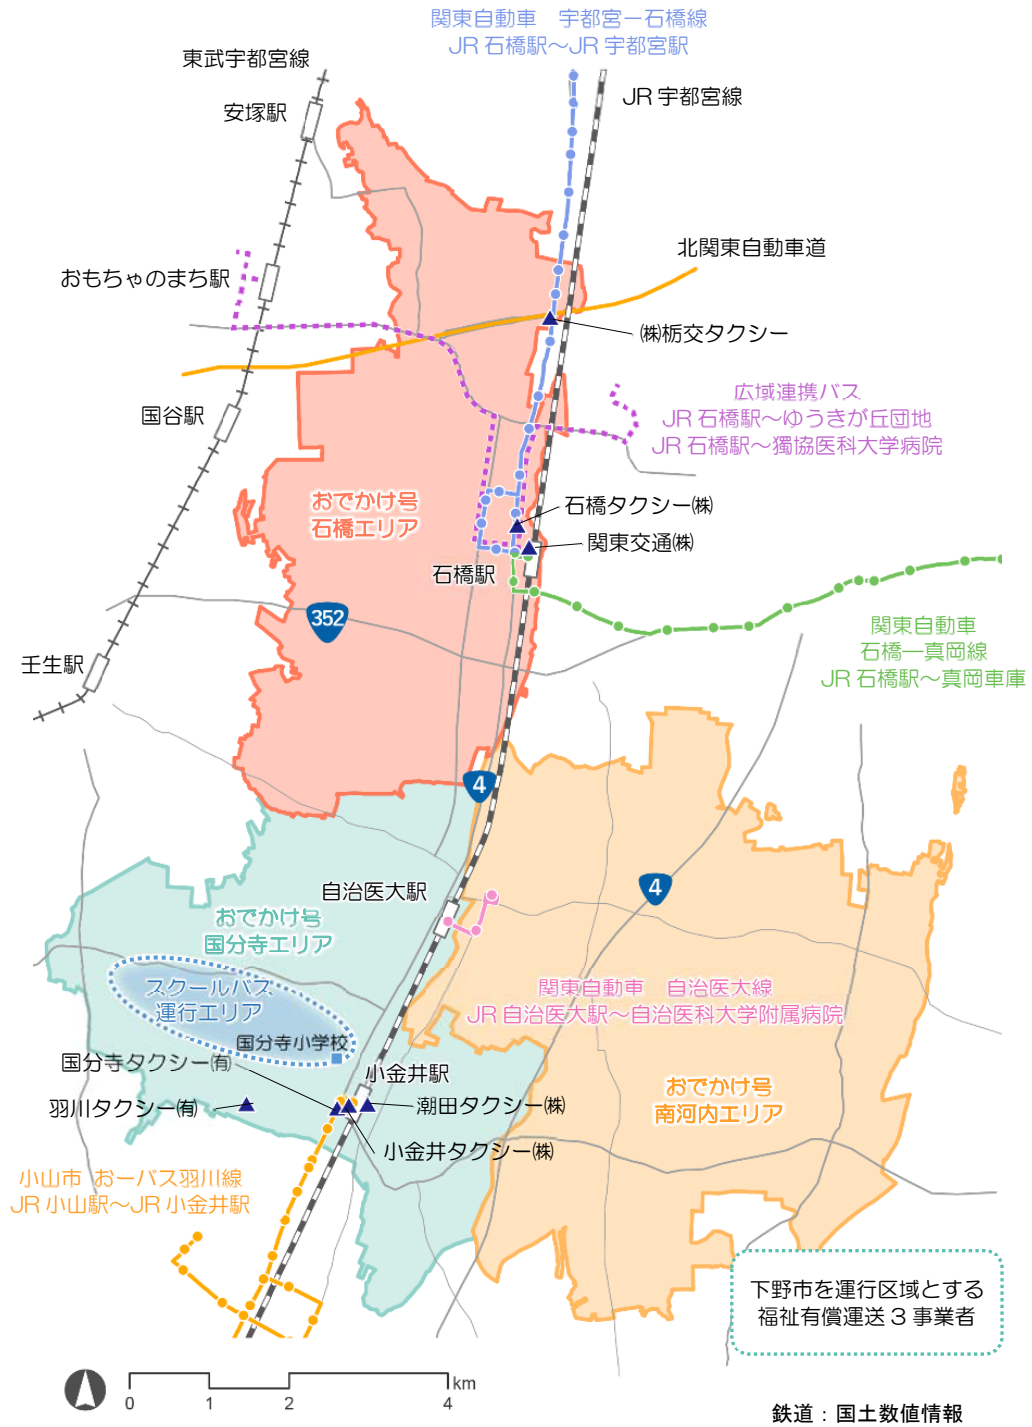 関東自動車　宇都宮ー石橋線
JR 石橋駅～JR 宇都宮駅
東武宇都宮線
JR 宇都宮線
安塚駅
北関東自動車道
おもちゃのまち駅
㈱栃交タクシー
広域連携バス
JR 石橋駅～ゆうきが丘団地
JR 石橋駅～獨協医科大学病院
国谷駅
おでかけ号
石橋エリア
石橋タクシー㈱
関東交通㈱
石橋駅
352
関東自動車
石橋―真岡線
JR 石橋駅～真岡車庫
壬生駅
4
4
自治医大駅
おでかけ号
国分寺エリア
スクールバス
運行エリア
関東自動車　自治医大線
JR 自治医大駅～自治医科大学附属病院
国分寺小学校
国分寺タクシー㈲
小金井駅
おでかけ号
南河内エリア
羽川タクシー㈲
潮田タクシー㈱
小金井タクシー㈱
小山市 おーバス羽川線
JR 小山駅～JR 小金井駅
下野市を運行区域とする
福祉有償運送 3 事業者
km
0 1 2 4
鉄道：国土数値情報